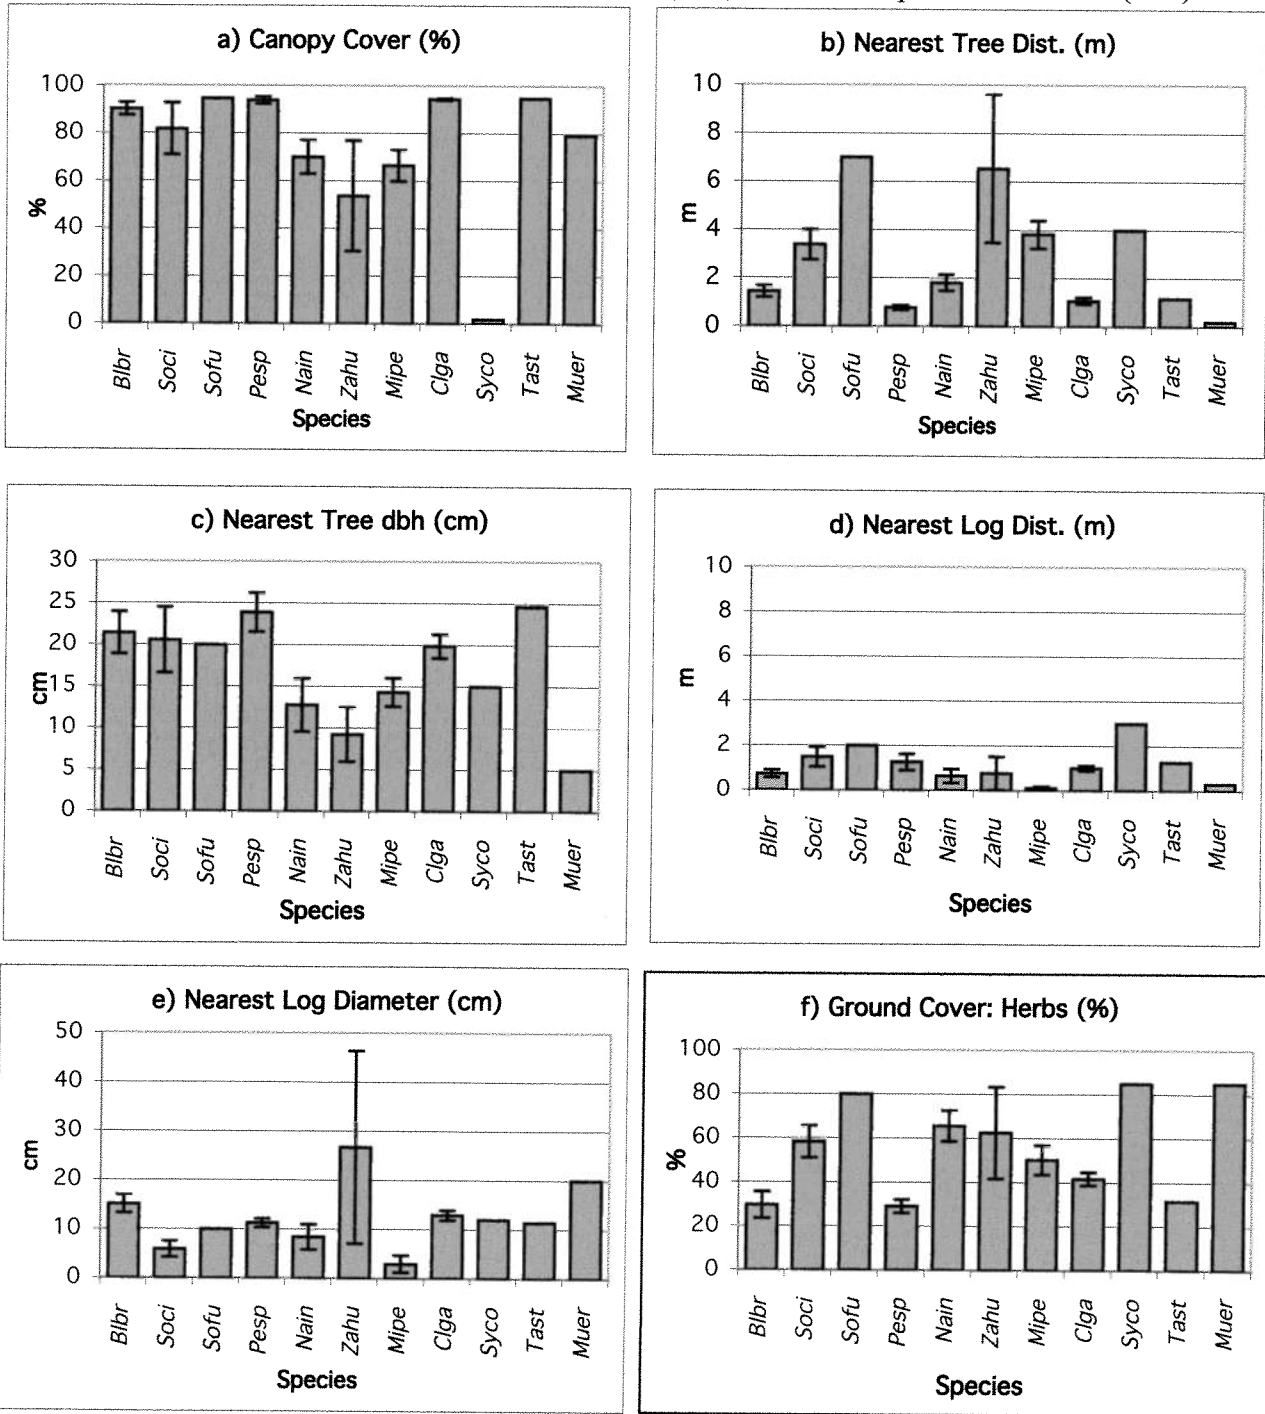 a) Canopy Cover (%)
100
80
60
40
20
0
%
Blbr Soci Sofu Pesp Nain Zahu Mipe Clga Syco Tast Muer
Species
b) Nearest Tree Dist. (m)
10
8
6
4
2
0
m
Blbr Soci Sofu Pesp Nain Zahu Mipe Clga Syco Tast Muer
Species
c) Nearest Tree dbh (cm)
30
25
20
15
10
5
0
cm
Blbr Soci Sofu Pesp Nain Zahu Mipe Clga Syco Tast Muer
Species
d) Nearest Log Dist. (m)
10
8
6
4
2
0
m
Blbr Soci Sofu Pesp Nain Zahu Mipe Clga Syco Tast Muer
Species
e) Nearest Log Diameter (cm)
50
40
30
20
10
0
cm
Blbr Soci Sofu Pesp Nain Zahu Mipe Clga Syco Tast Muer
Species
f) Ground Cover: Herbs (%)
100
80
60
40
20
0
%
Blbr Soci Sofu Pesp Nain Zahu Mipe Clga Syco Tast Muer
Species